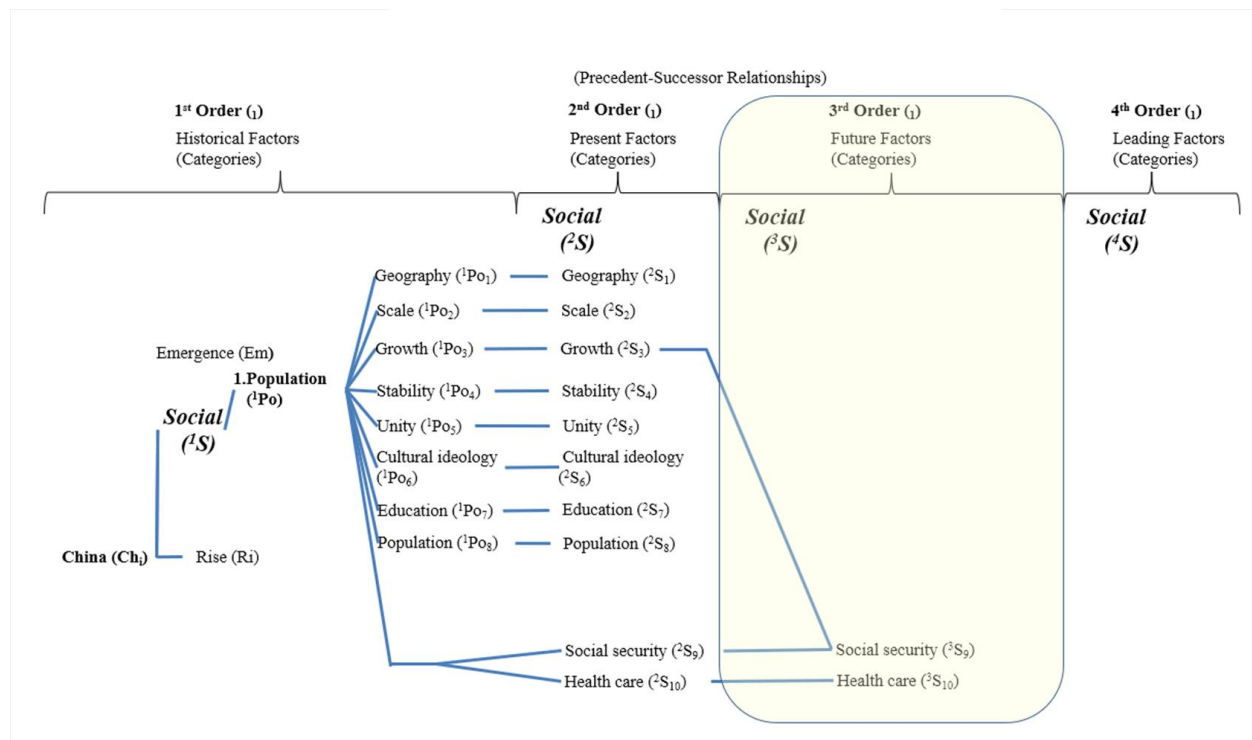 (Precedent-Successor Relationships)
1st Order (1)
2nd Order (1)
3rd Order (1)
4th Order (1)
Historical Factors
(Categories)
Present Factors
(Categories)
Future Factors
(Categories)
Leading Factors
(Categories)
Social
(2S)
Social
(3S)
Social
(4S)
Geography (1Po1)
Geography (2S1)
Scale (1Po2)
Scale (2S2)
Growth (1Po3)
Growth (2S3)
Emergence (Em)
1.Population
(1Po)
Stability (1Po4)
Stability (2S4)
Social
(1S)
Unity (1Po5)
Unity (2S5)
Cultural ideology
(1Po6)
Cultural ideology
(2S6)
Education (1Po7)
Education (2S7)
Population (1Po8)
Population (2S8)
China (Chi)
Rise (Ri)
Social security (2S9)
Social security (3S9)
Health care (2S10)
Health care (3S10)